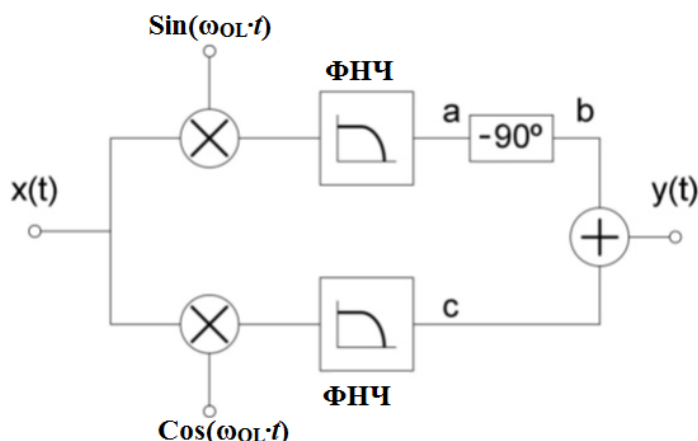 Sin(ωOL·t)
ФНЧ
a
-90º
b
x(t)
y(t)
c
ФНЧ
Cos(ωOL·t)